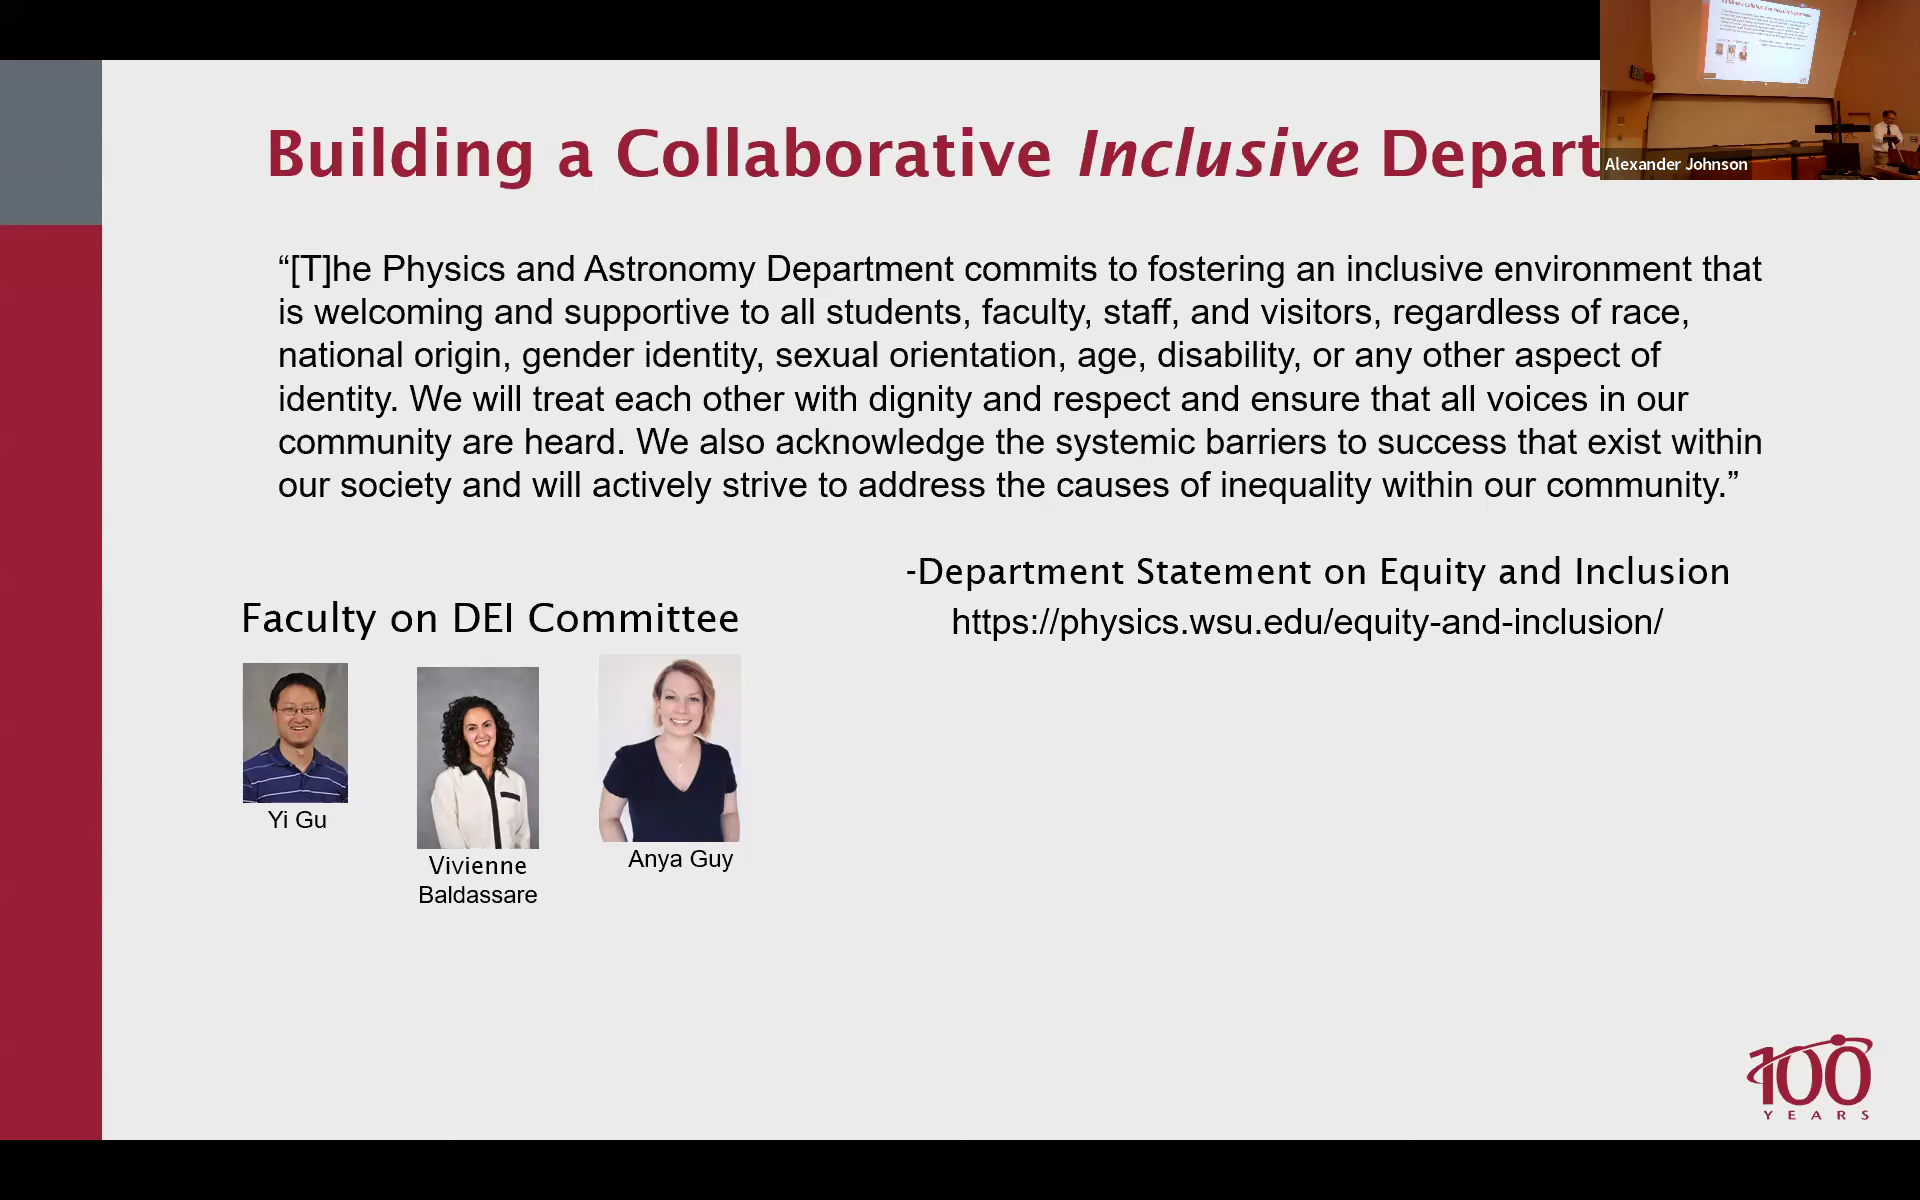 Building a Collaborative Inclusive Depart
Alexander Johnson
“[T]he Physics and Astronomy Department commits to fostering an inclusive environment that
is welcoming and supportive to all students, faculty, staff, and visitors, regardless of race,
national origin, gender identity, sexual orientation, age, disability, or any other aspect of
identity. We will treat each other with dignity and respect and ensure that all voices in our
community are heard. We also acknowledge the systemic barriers to success that exist within
our society and will actively strive to address the causes of inequality within our community.”
-Department Statement on Equity and Inclusion
https://physics.wsu.edu/equity-and-inclusion/
Faculty on DEI Committee
Yi Gu
Vivienne
Baldassare
Anya Guy
100
YEARS